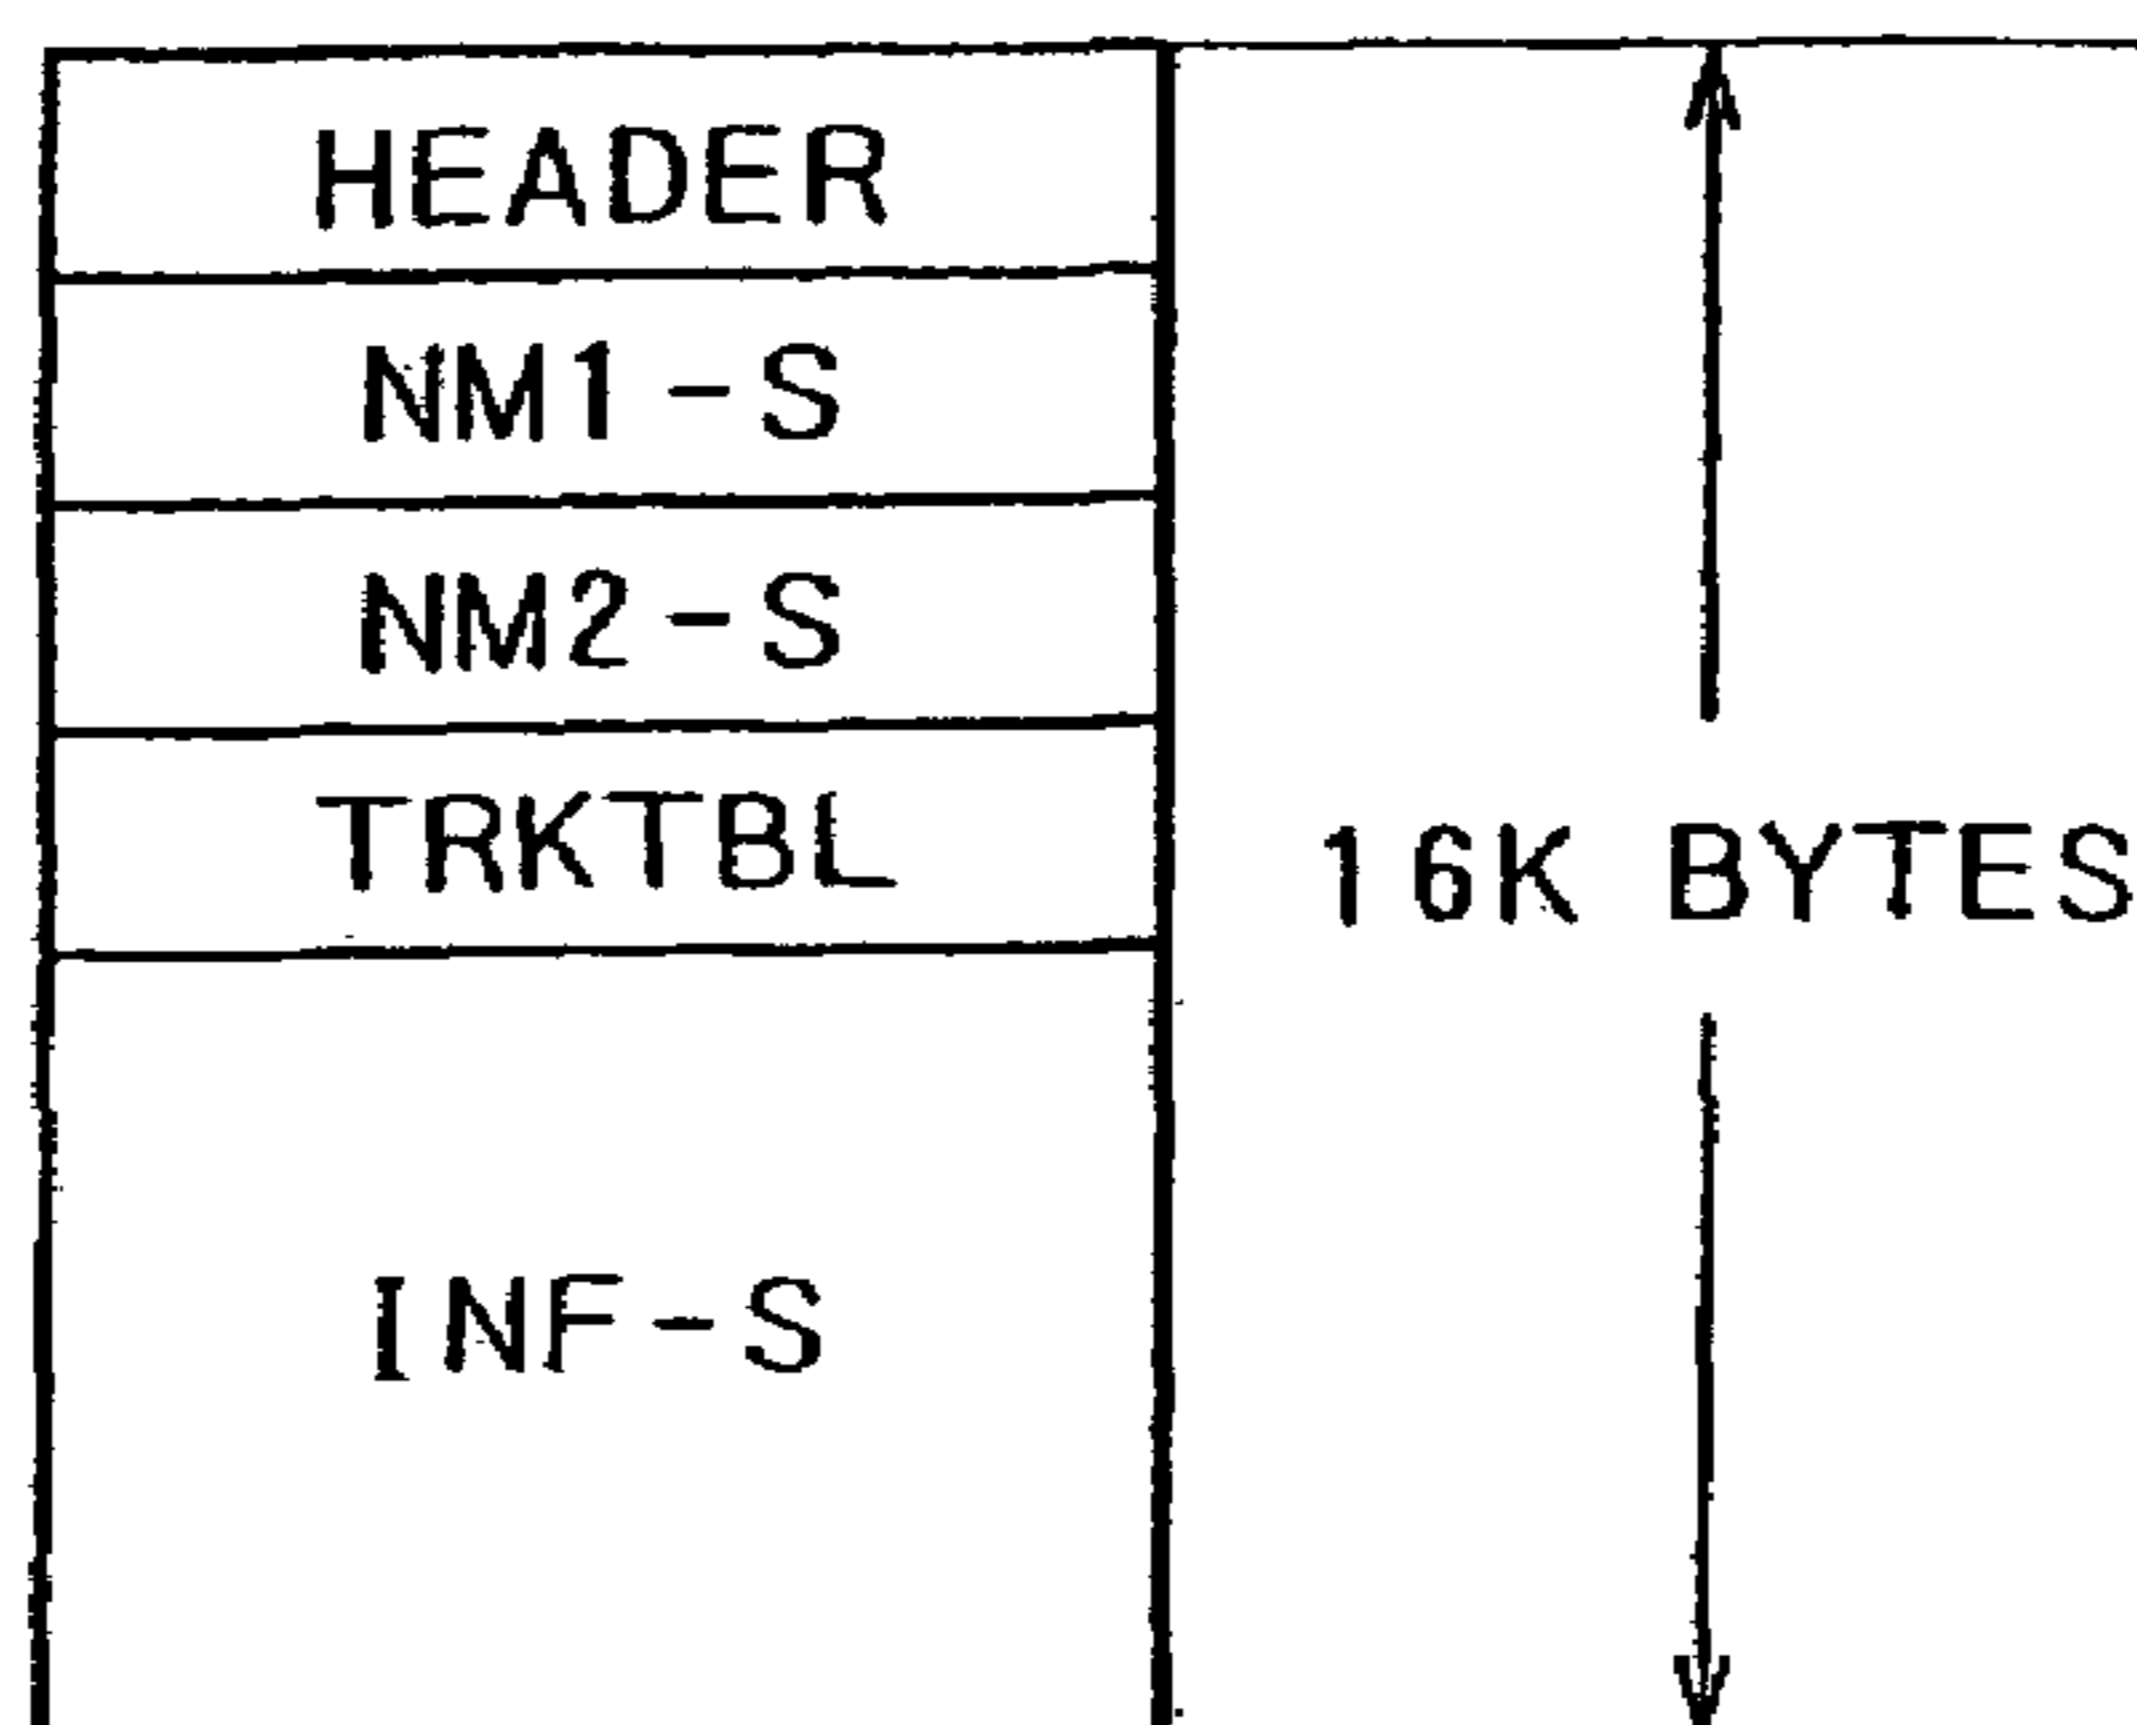 HEADER
NM1-S
NM2-S
TRKTBL
16K BYTES
INF-S